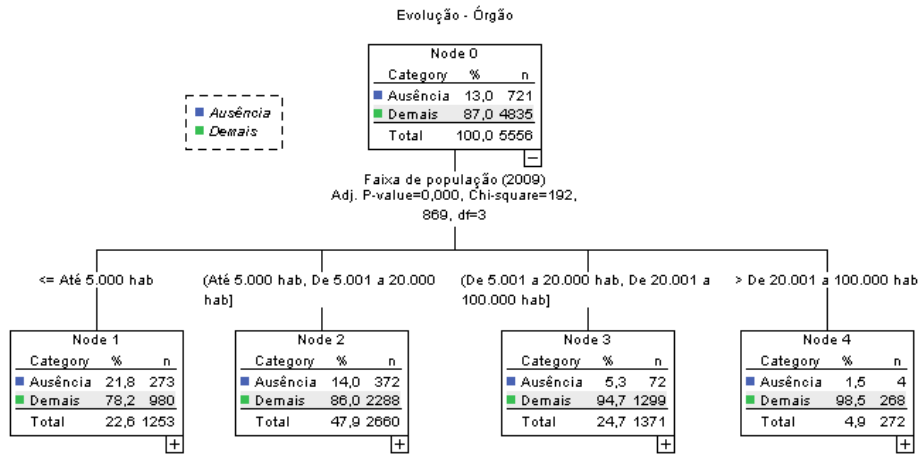 Evolução - Órgão
Node 0
Category % n
Ausência 13,0 721
Demais 87,0 4835
Total 100,0 5556
Ausência
Demais
Faixa de população (2009)
Adj. P-value=0,000, Chi-square=192,
869, df=3
<= Até 5.000 hab
(Até 5.000 hab, De 5.001 a 20.000
hab]
(De 5.001 a 20.000 hab, De 20.001 a
100.000 hab]
> De 20.001 a 100.000 hab
Node 1
Category % n
Ausência 21,8 273
Demais 78,2 980
Total 22,6 1253
Node 2
Category % n
Ausência 14,0 372
Demais 86,0 2288
Total 47,9 2660
Node 3
Category % n
Ausência 5,3 72
Demais 94,7 1299
Total 24,7 1371
Node 4
Category % n
Ausência 1,5 4
Demais 98,5 268
Total 4,9 272